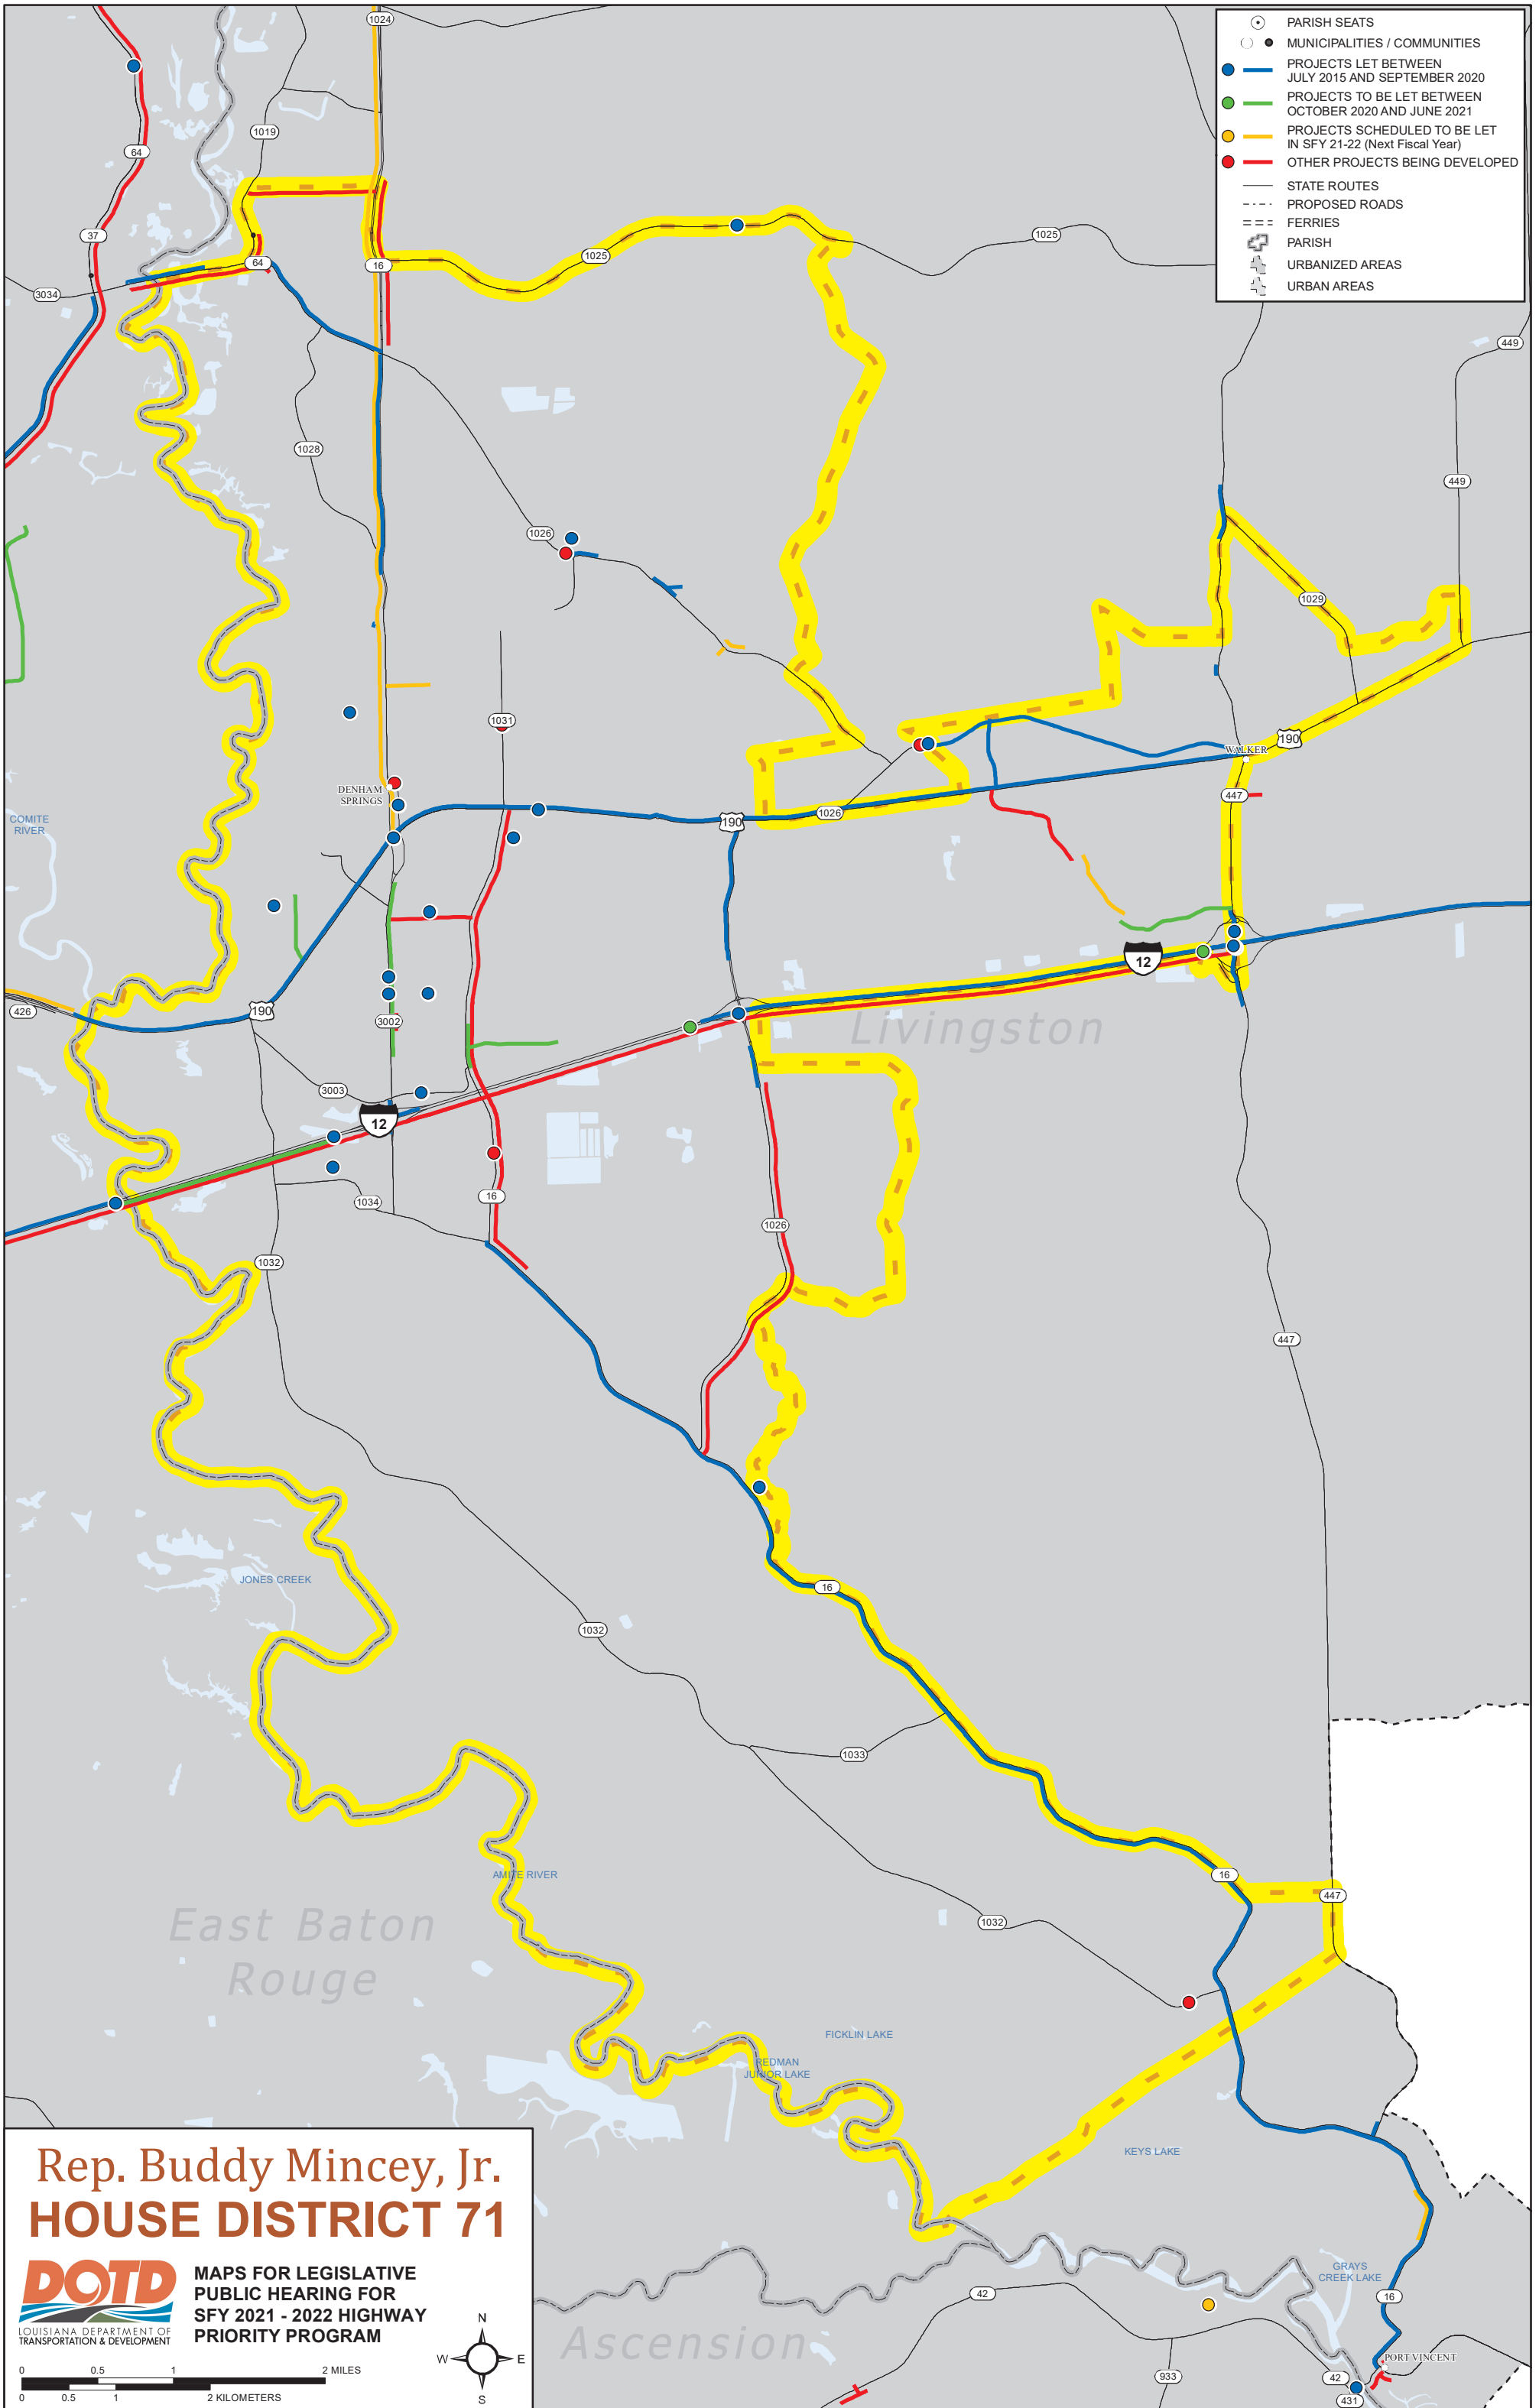 PARISH SEATS
MUNICIPALITIES / COMMUNITIES
PROJECTS LET BETWEEN
JULY 2015 AND SEPTEMBER 2020
PROJECTS TO BE LET BETWEEN
OCTOBER 2020 AND JUNE 2021
PROJECTS SCHEDULED TO BE LET
IN SFY 21-22 (Next Fiscal Year)
OTHER PROJECTS BEING DEVELOPED
STATE ROUTES
PROPOSED ROADS
FERRIES
PARISH
URBANIZED AREAS
URBAN AREAS
1024
1019
64
37
3034
64
16
1025
1025
449
1028
449
1026
1029
1031
190
WALKER
DENHAM
SPRINGS
447
COMITE
RIVER
190
1026
12
426
190
3002
Livingston
3003
12
1034
16
1026
1032
447
JONES CREEK
16
1032
1033
AMITE RIVER
16
447
East Baton
Rouge
1032
FICKLIN LAKE
REDMAN
JUNIOR LAKE
KEYS LAKE
GRAYS
CREEK LAKE
42
16
Ascension
PORT VINCENT
933
42
431
Rep. Buddy Mincey, Jr.
HOUSE DISTRICT 71
DOTD
LOUISIANA DEPARTMENT OF
TRANSPORTATION & DEVELOPMENT
MAPS FOR LEGISLATIVE
PUBLIC HEARING FOR
SFY 2021 - 2022 HIGHWAY
PRIORITY PROGRAM
N
W E
S
0 0.5 1 2 MILES
0 0.5 1 2 KILOMETERS